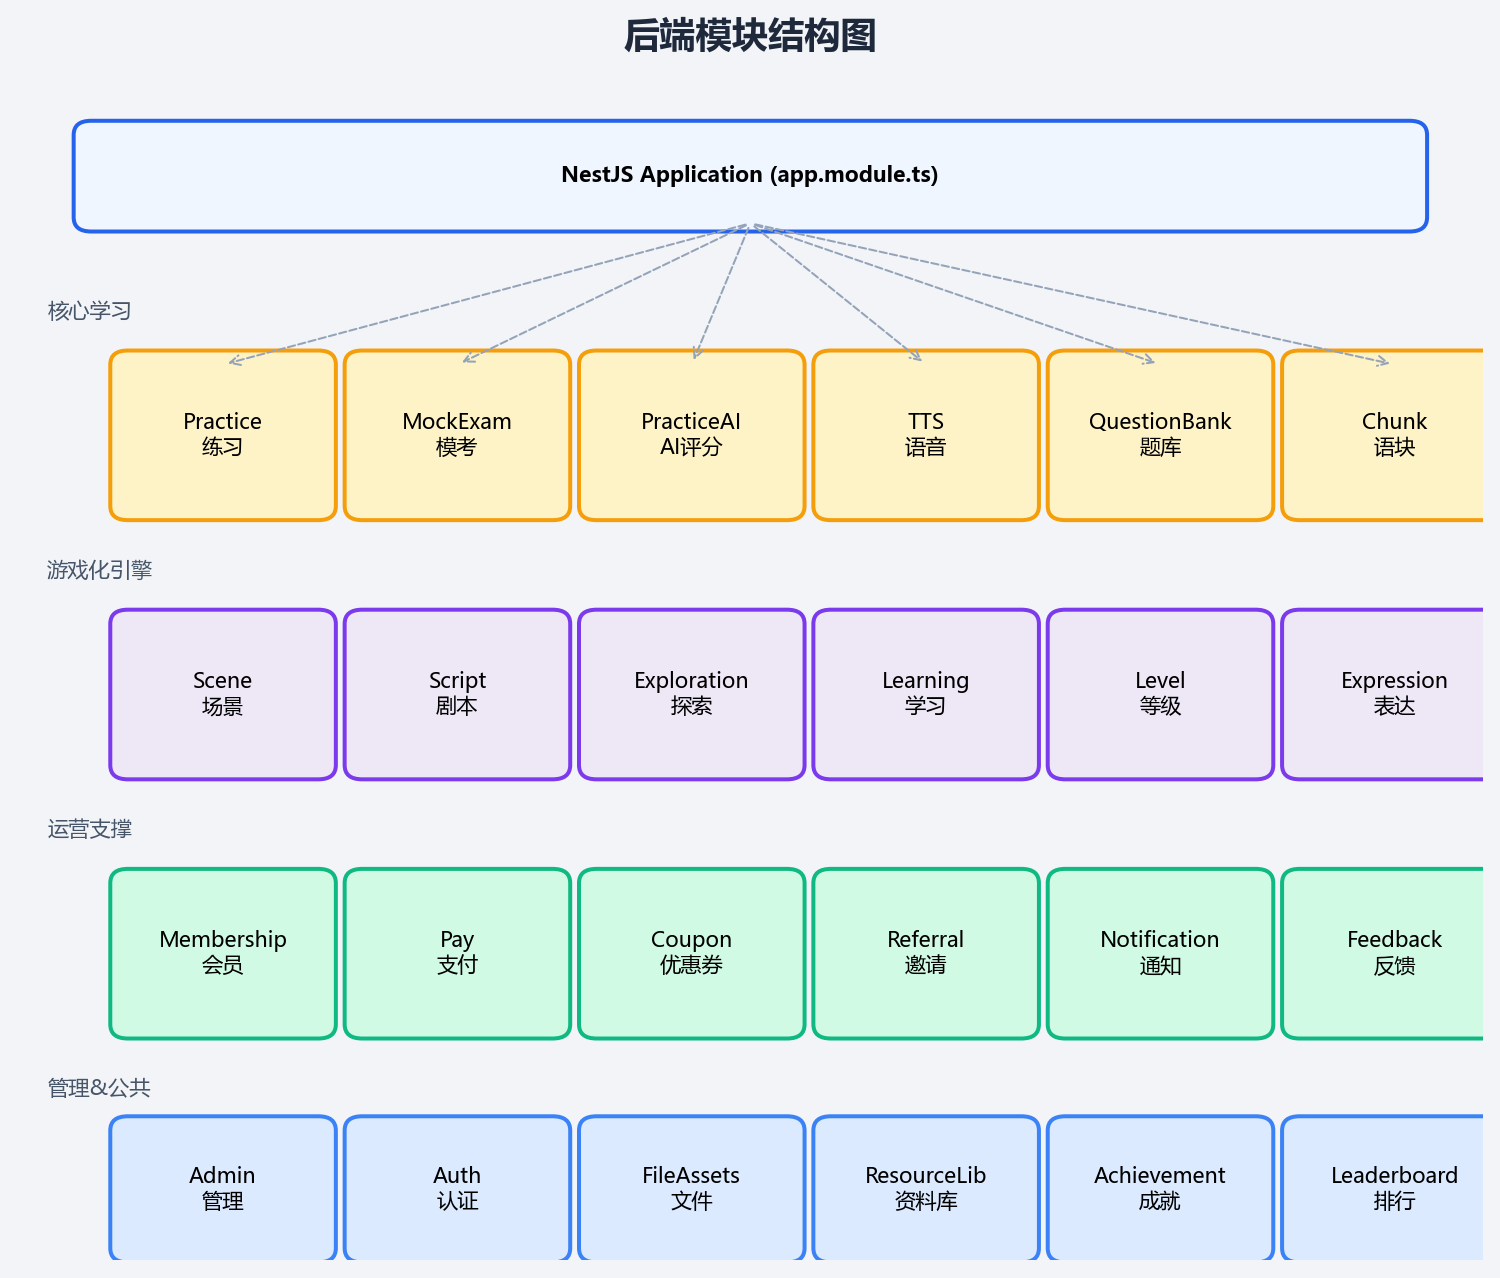 后端模块结构图
NestJS Application (app.module.ts)
核心学习
Practice
练习
MockExam
模考
PracticeAI
AI评分
TTS
语音
QuestionBank
题库
Chunk
语块
游戏化引擎
Scene
场景
Script
剧本
Exploration
探索
Learning
学习
Level
等级
Expression
表达
运营支撑
Membership
会员
Pay
支付
Coupon
优惠券
Referral
邀请
Notification
通知
Feedback
反馈
管理&公共
Admin
管理
Auth
认证
FileAssets
文件
ResourceLib
资料库
Achievement
成就
Leaderboard
排行